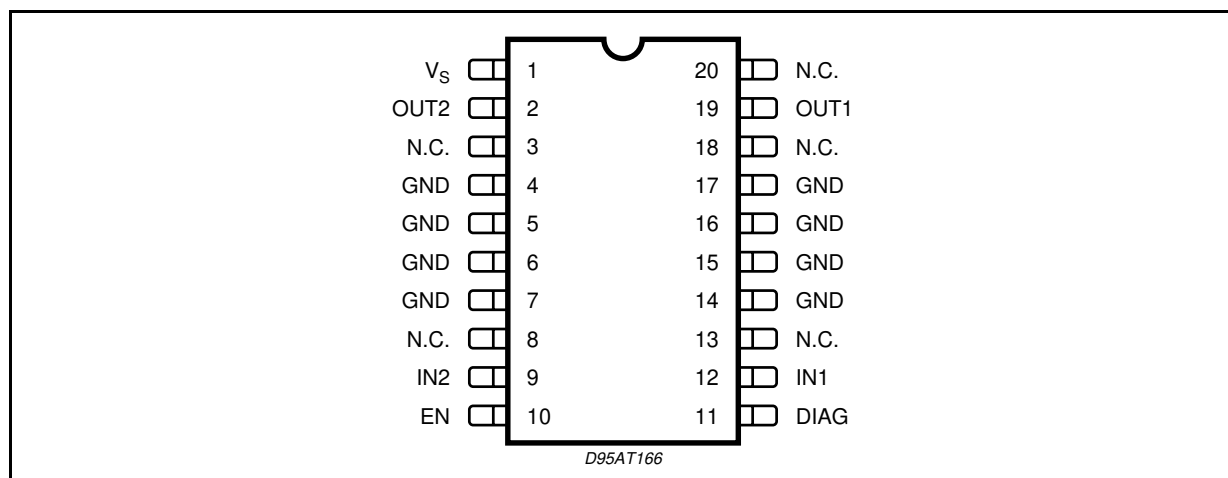 V_S 1 20 N.C.
OUT2 2 19 OUT1
N.C. 3 18 N.C.
GND 4 17 GND
GND 5 16 GND
GND 6 15 GND
GND 7 14 GND
N.C. 8 13 N.C.
IN2 9 12 IN1
EN 10 11 DIAG
D95AT166